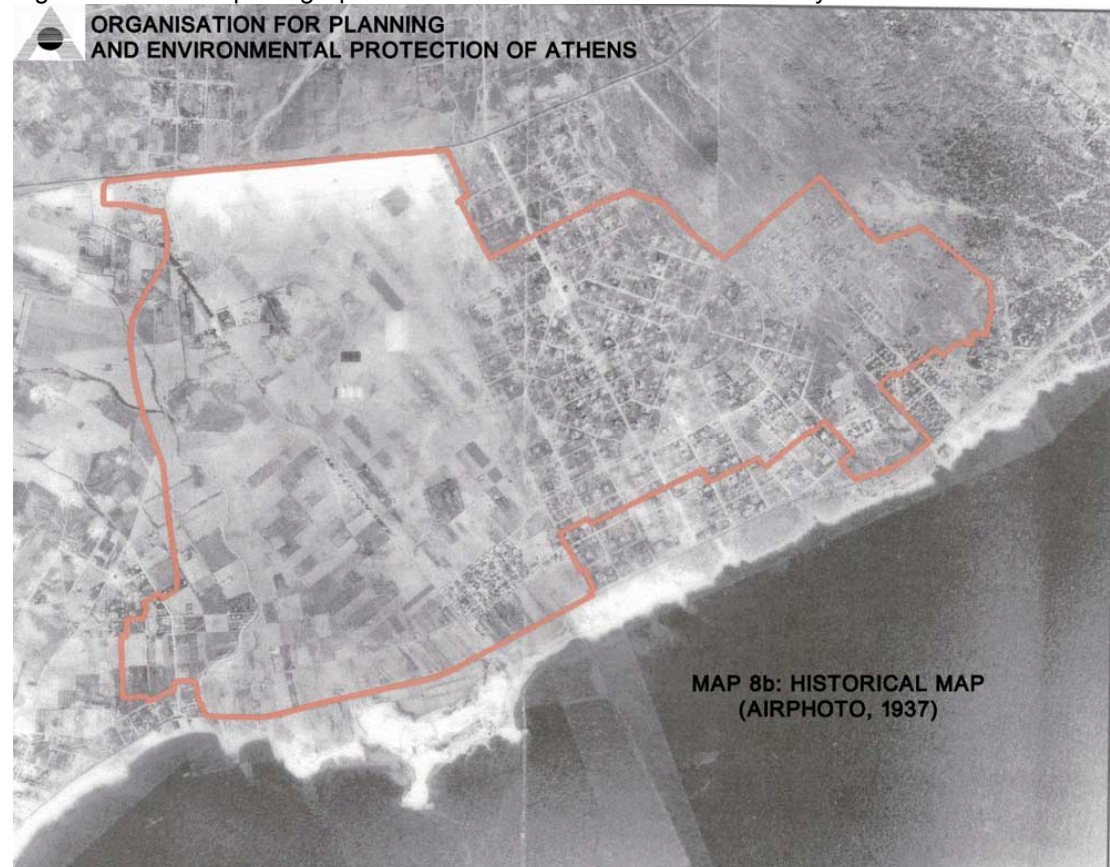 ORGANISATION FOR PLANNING
AND ENVIRONMENTAL PROTECTION OF ATHENS
MAP 8b: HISTORICAL MAP
(AIRPHOTO, 1937)